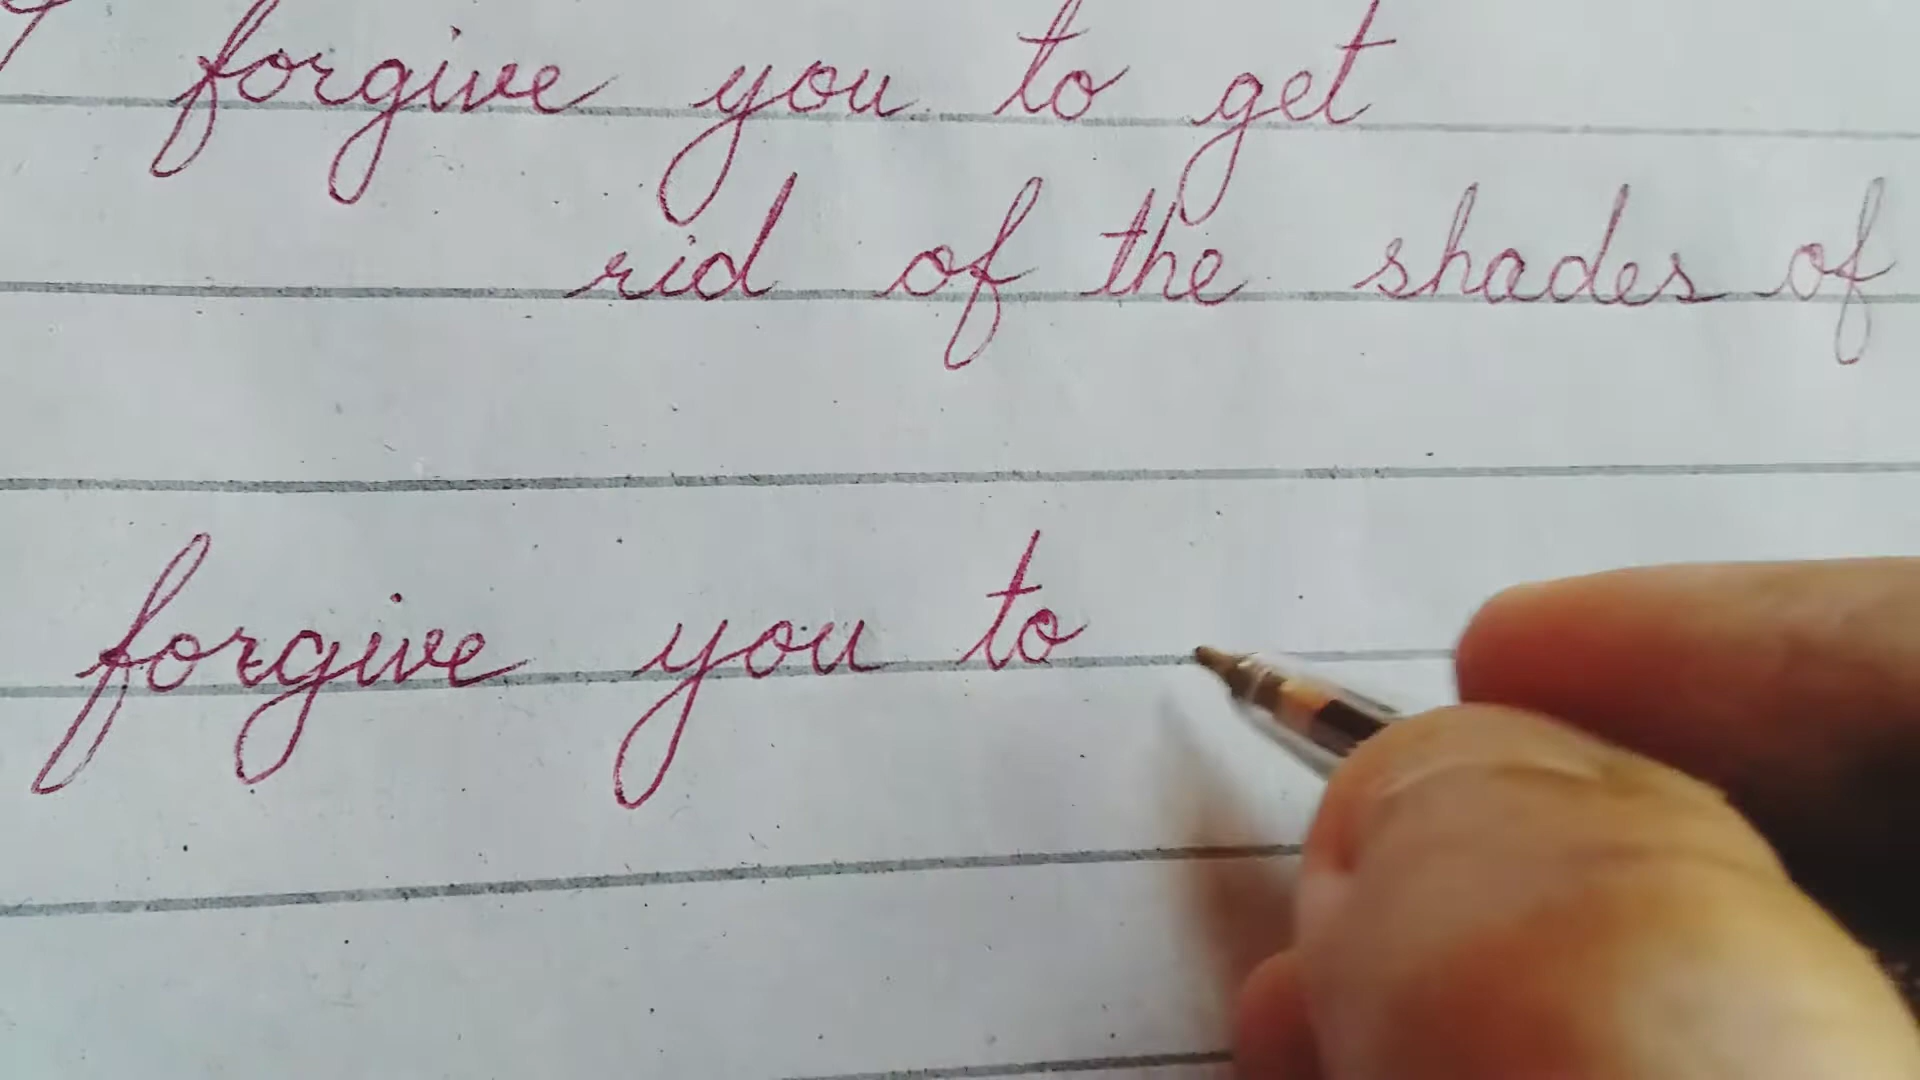 forgive you to get
rid of the shades of
forgive you to